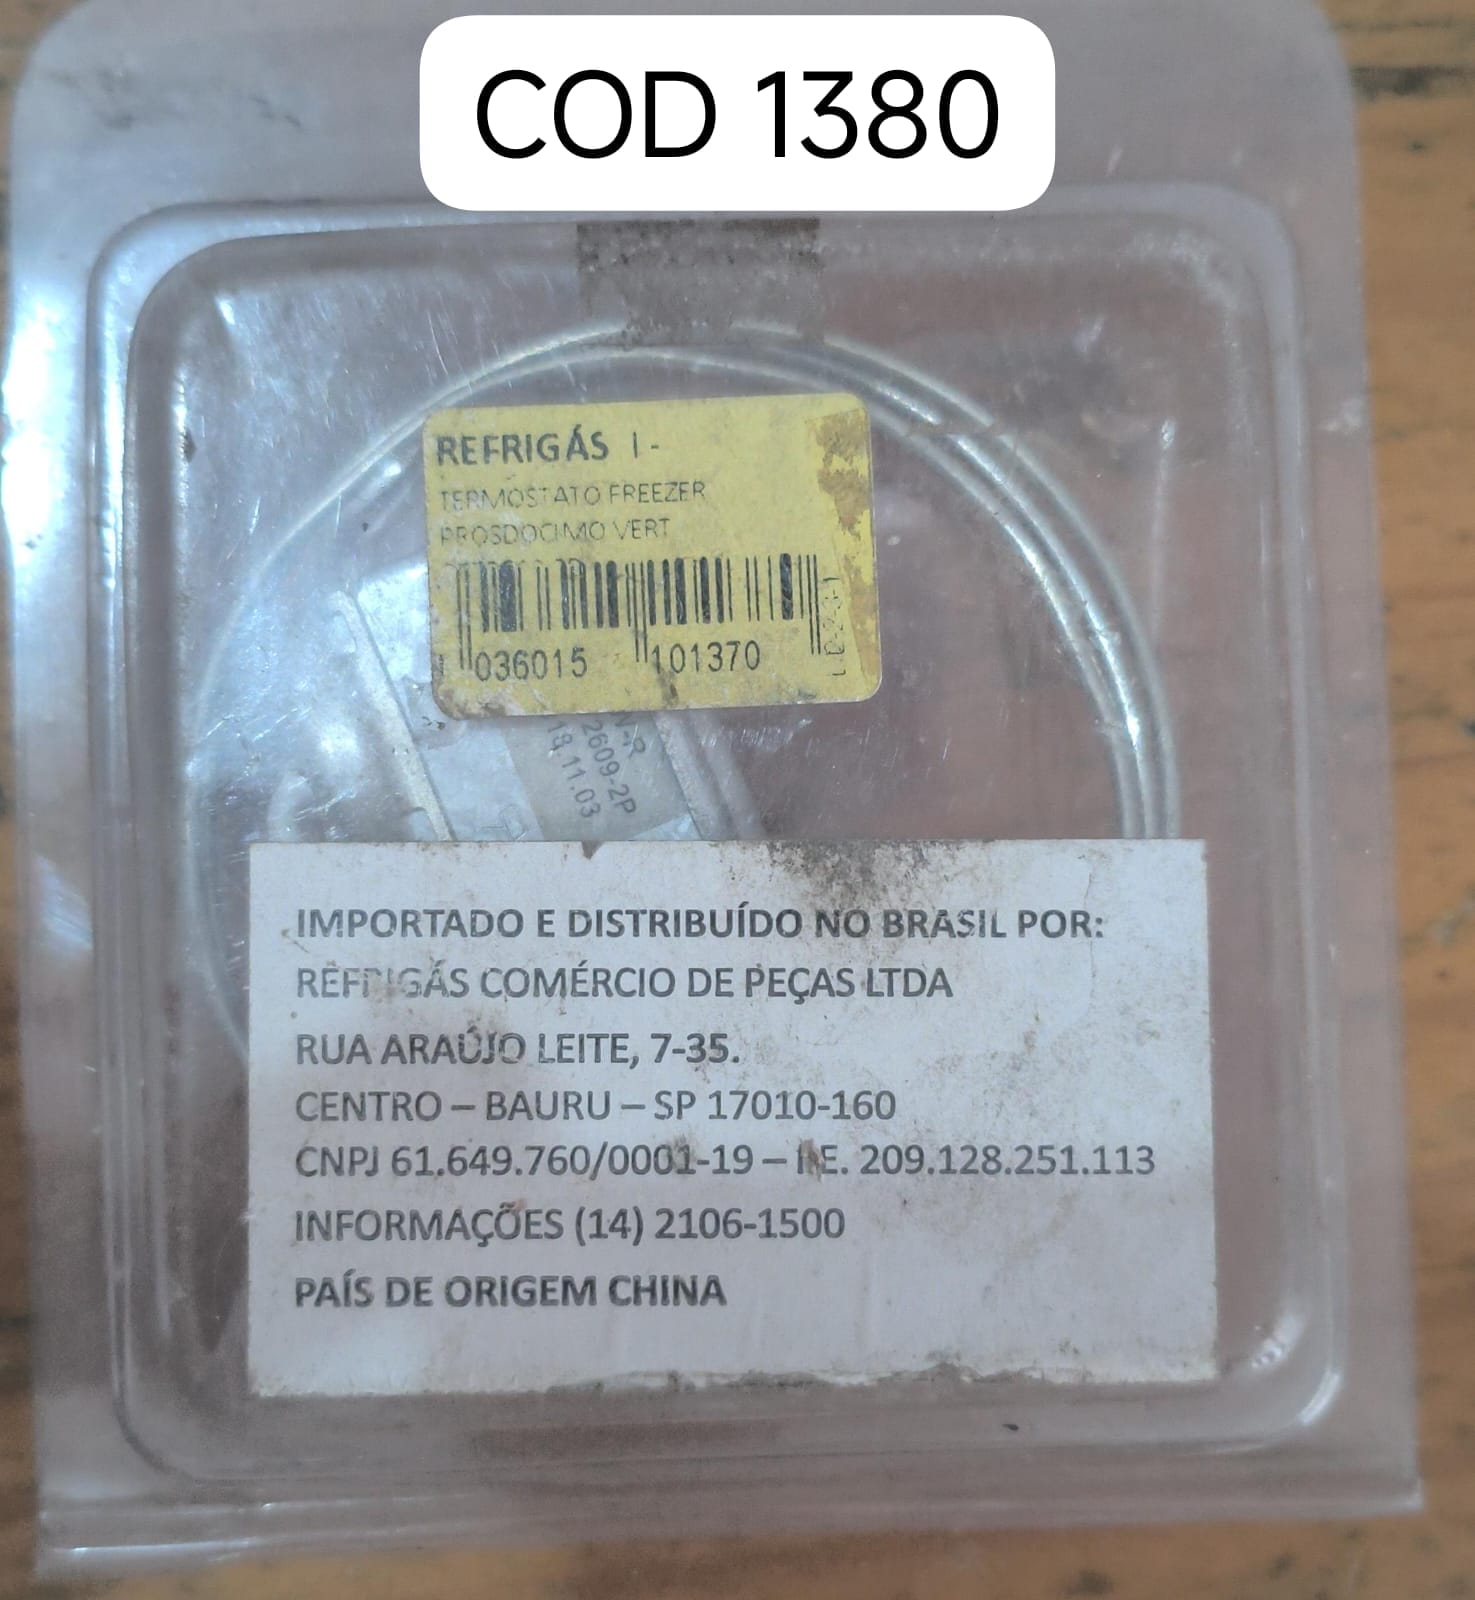 COD 1380
REFRIGÁS I -
TERMOSTATO FREEZER
PROSDOCIMO VERT
036015 101370
2609-2P
18.11.03
IMPORTADO E DISTRIBUÍDO NO BRASIL POR:
REFRIGÁS COMÉRCIO DE PEÇAS LTDA
RUA ARAÚJO LEITE, 7-35.
CENTRO – BAURU – SP 17010-160
CNPJ 61.649.760/0001-19 – I.E. 209.128.251.113
INFORMAÇÕES (14) 2106-1500
PAÍS DE ORIGEM CHINA